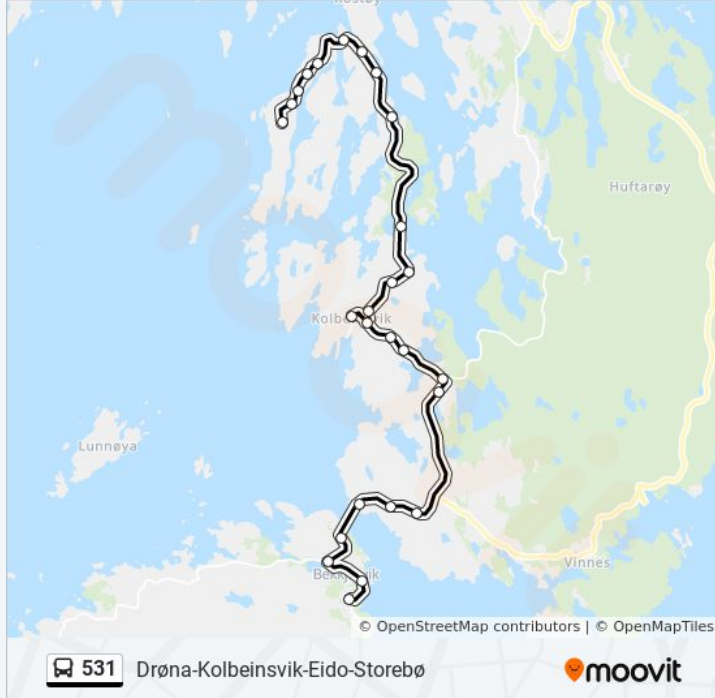 Huftarøy
Lunnøya
Vinnes
© OpenStreetMap contributors | © OpenMapTiles
531 Drøna-Kolbeinsvik-Eido-Storebø
moovit